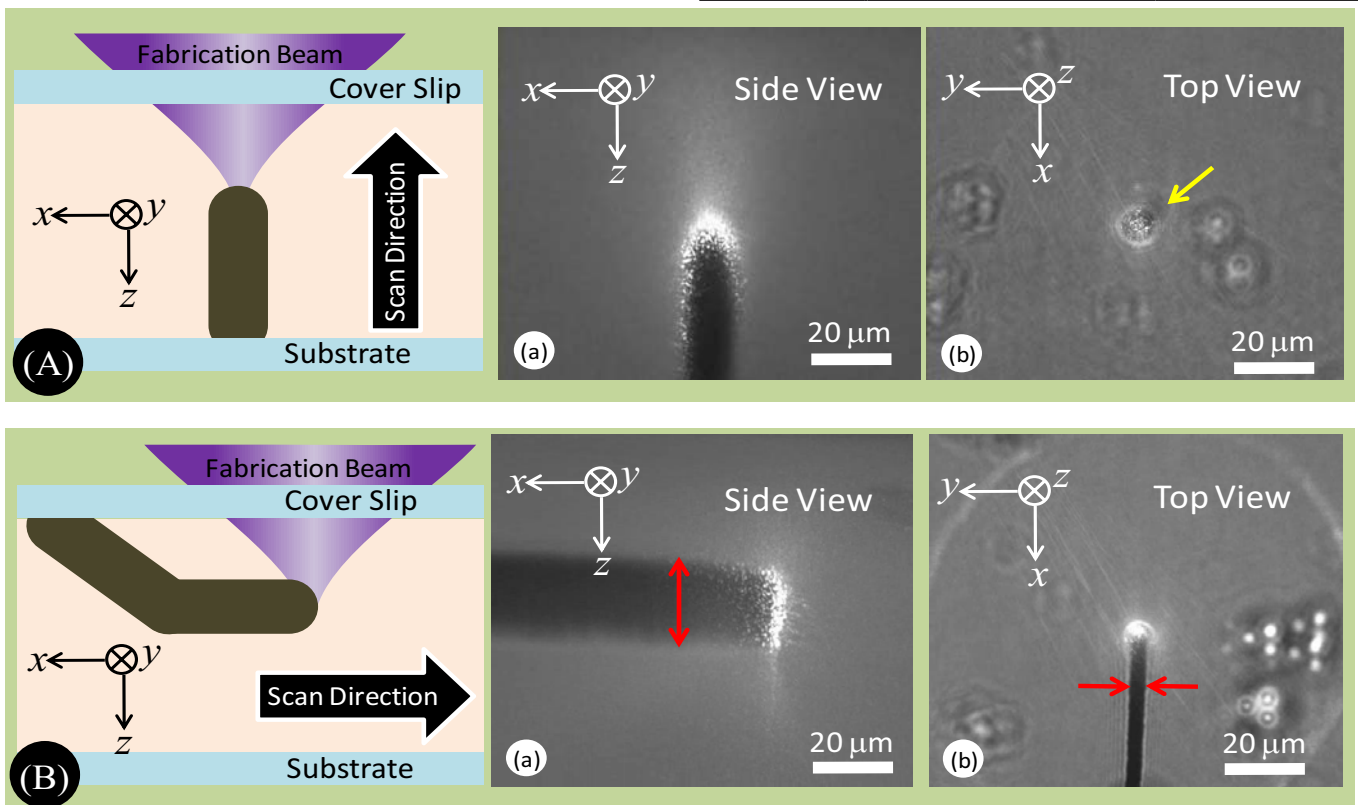 Fabrication Beam
Cover Slip
Scan Direction
x y
z
Substrate
(A)
x y
z
Side View
20 μm
(a)
y z
x
Top View
20 μm
(b)
Fabrication Beam
Cover Slip
x y
z
Scan Direction
Substrate
(B)
x y
z
Side View
20 μm
(a)
y z
x
Top View
20 μm
(b)